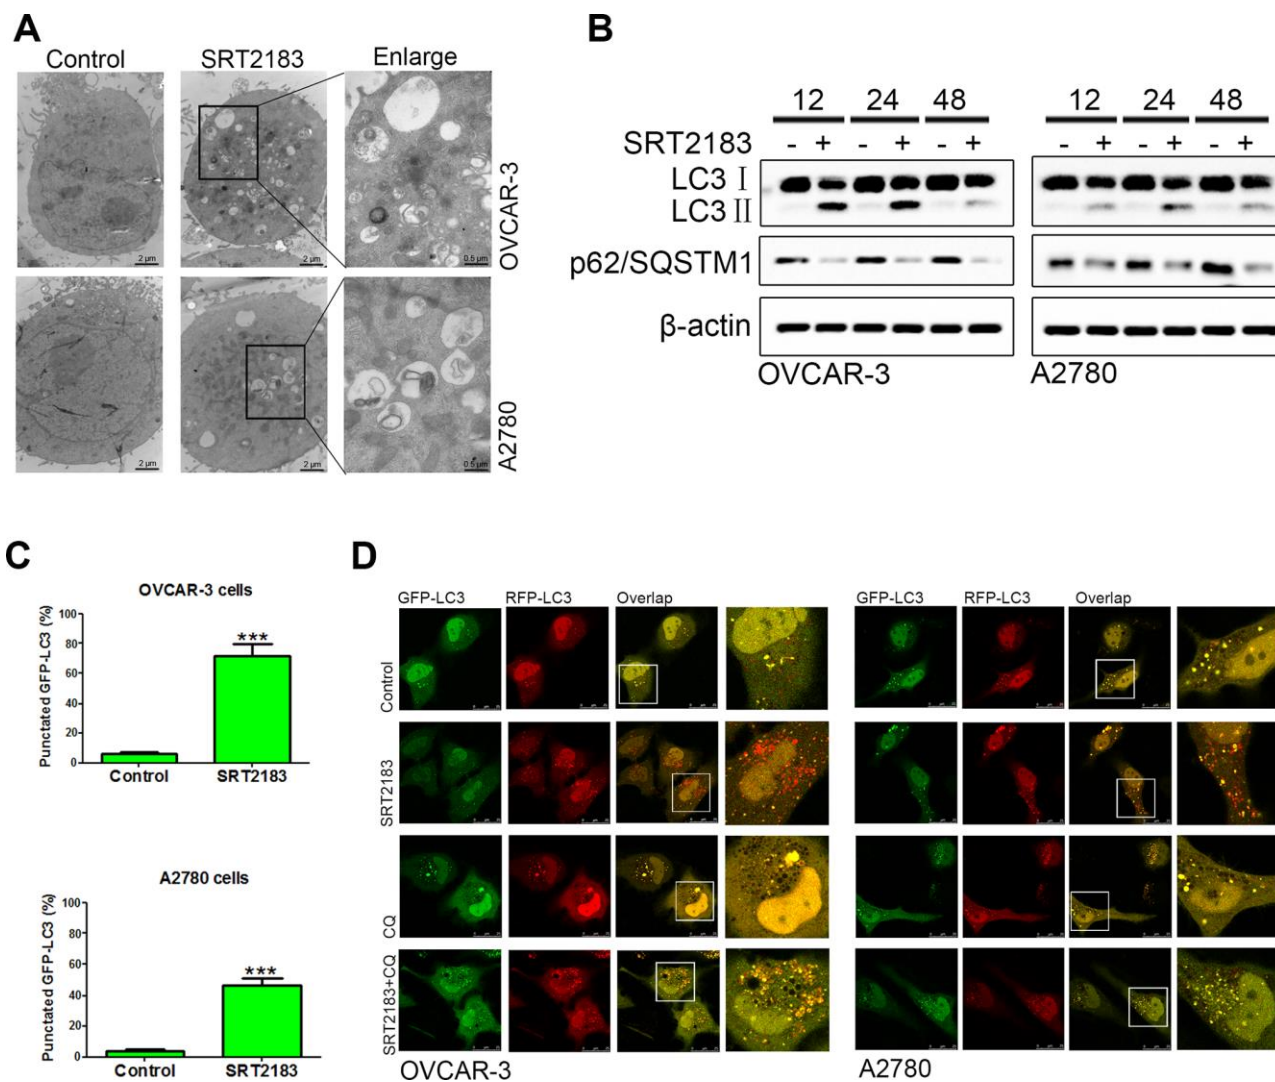 A
Control SRT2183 Enlarge
2 µm 2 µm 0.5 µm
OVCAR-3
2 µm 2 µm 0.5 µm
A2780
B
12 24 48 12 24 48
SRT2183 - + - + - + - + - + - +
LC3 Ⅰ
LC3 Ⅱ
p62/SQSTM1
β-actin
OVCAR-3 A2780
C
OVCAR-3 cells
Punctated GFP-LC3 (%)
100
80
60
40
20
0
***
Control SRT2183
A2780 cells
Punctated GFP-LC3 (%)
100
80
60
40
20
0
***
Control SRT2183
D
GFP-LC3 RFP-LC3 Overlap GFP-LC3 RFP-LC3 Overlap
Control
SRT2183
CQ
SRT2183+CQ
OVCAR-3 A2780